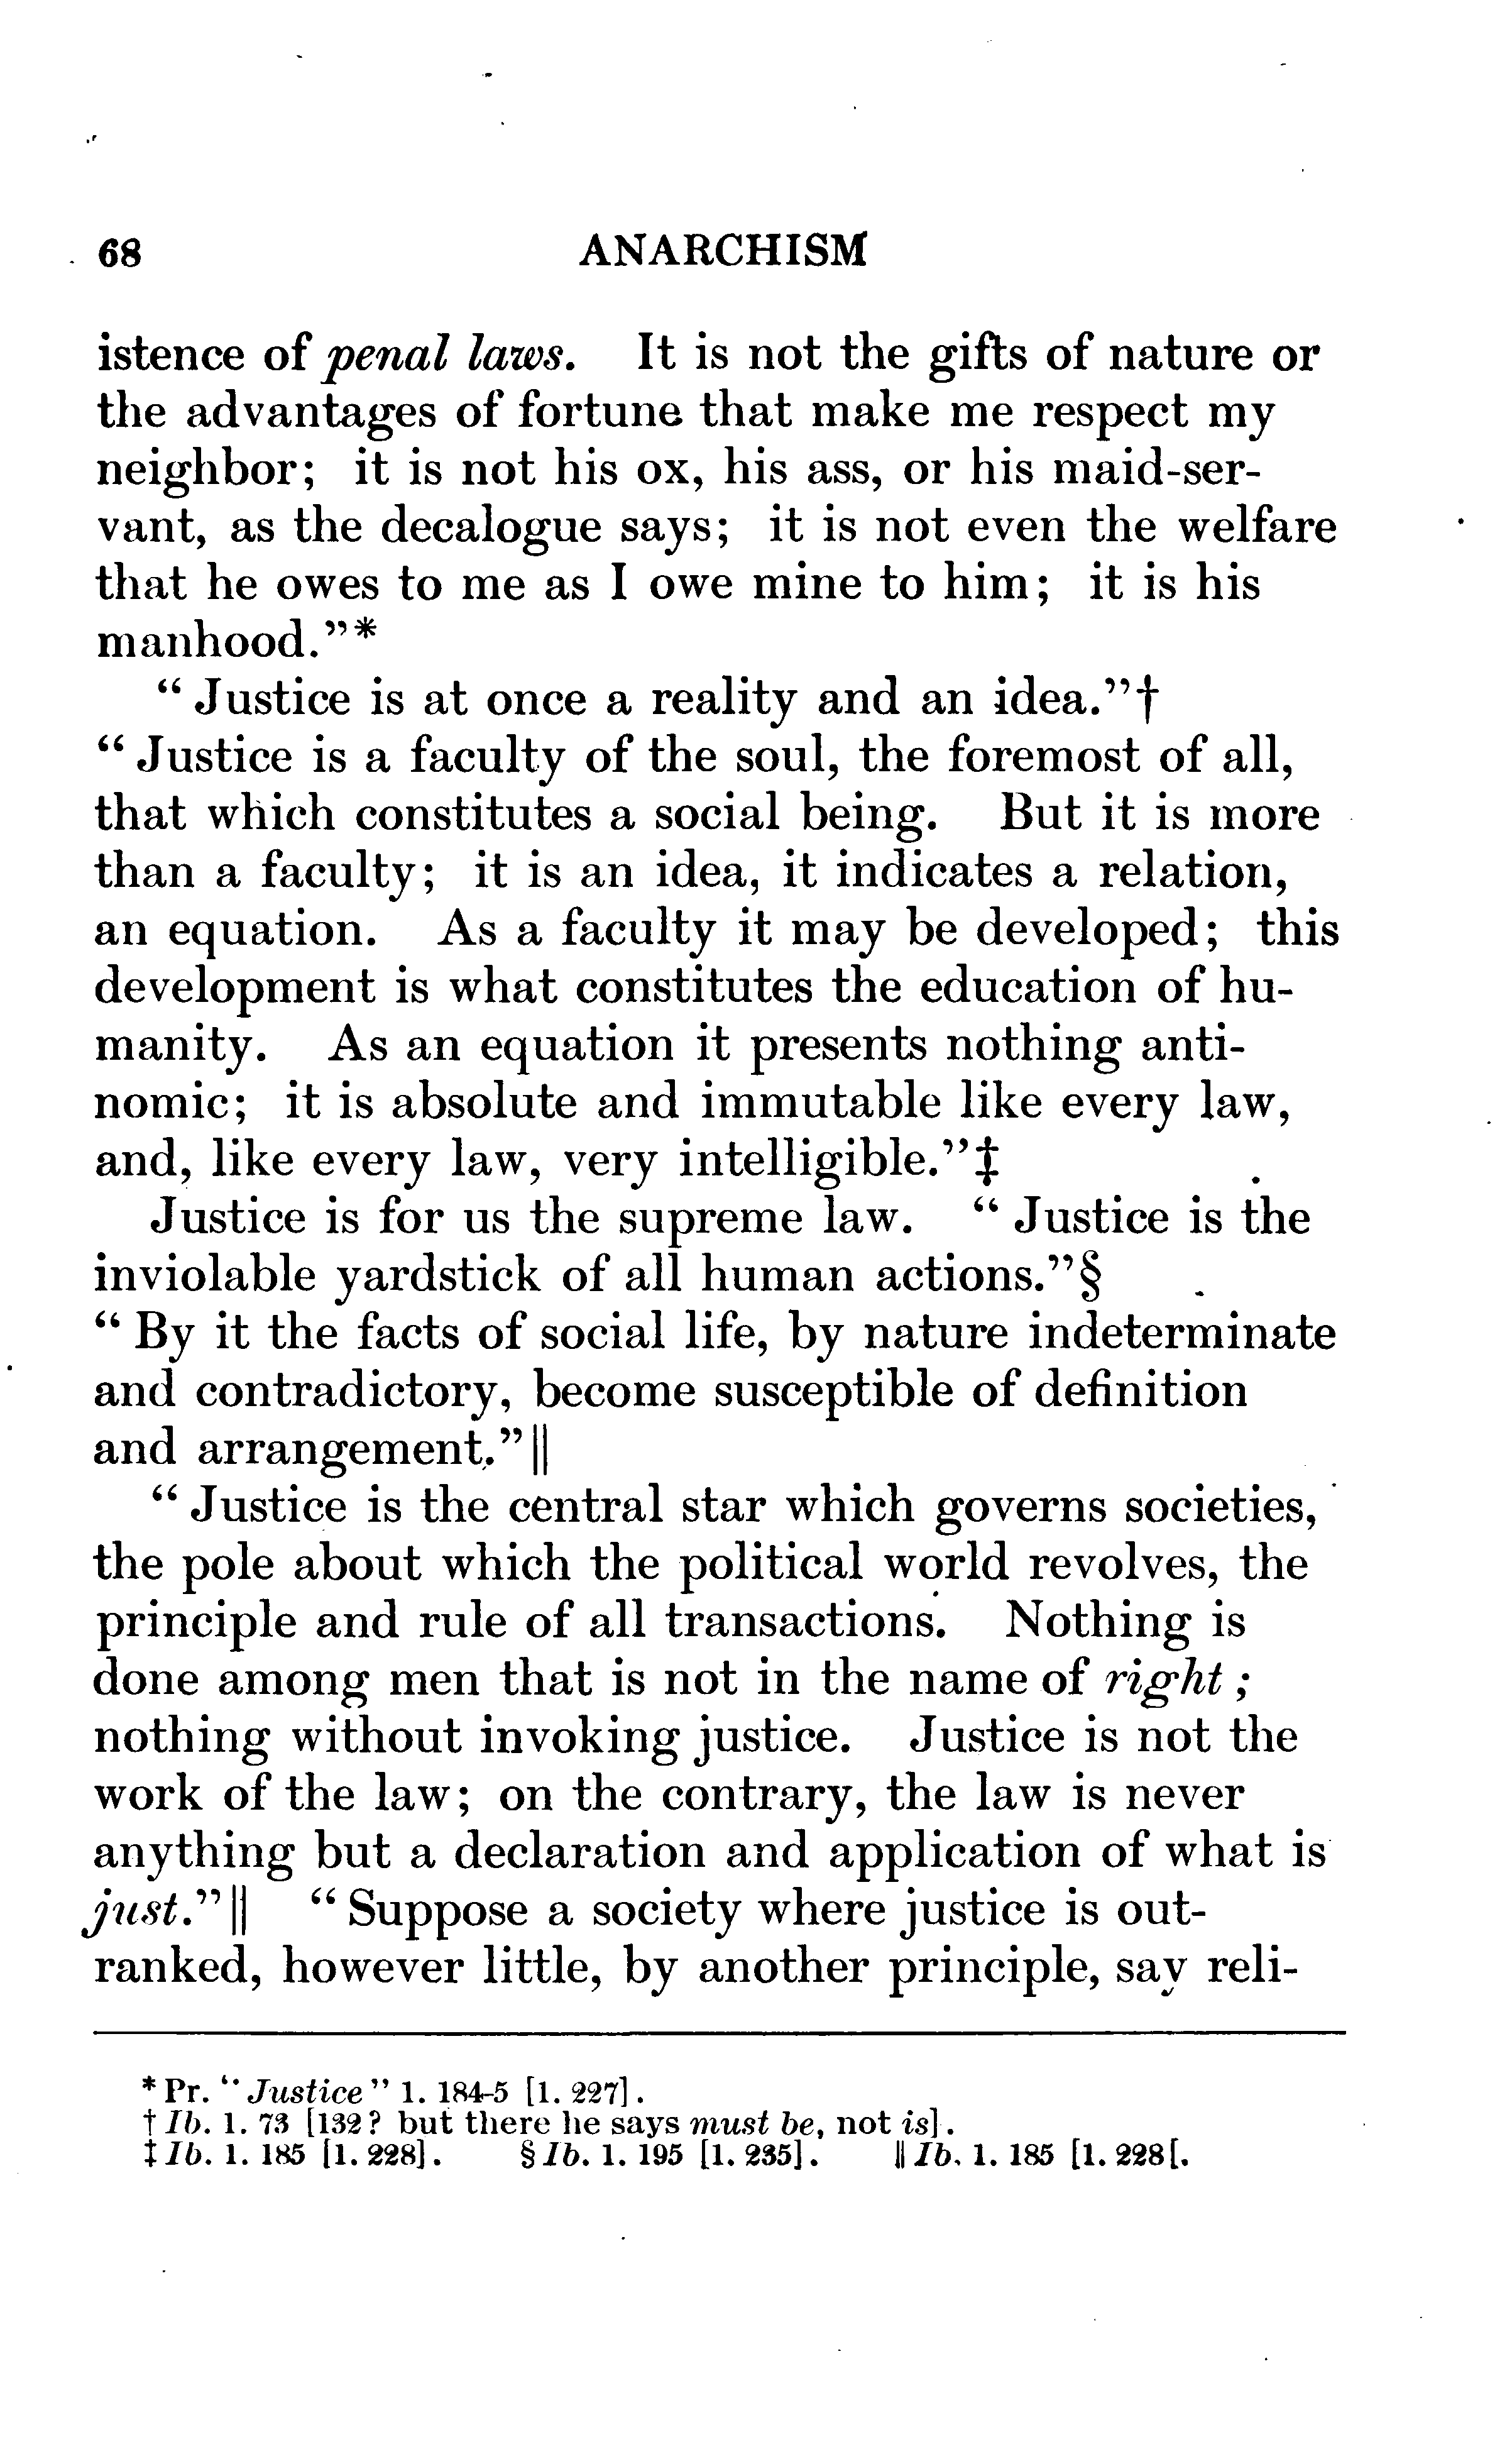 68 ANARCHISM
istence of penal laws. It is not the gifts of nature or
the advantages of fortune that make me respect my
neighbor; it is not his ox, his ass, or his maid-ser-
vant, as the decalogue says; it is not even the welfare
that he owes to me as I owe mine to him; it is his
manhood."*
"Justice is at once a reality and an idea."†
"Justice is a faculty of the soul, the foremost of all,
that which constitutes a social being. But it is more
than a faculty; it is an idea, it indicates a relation,
an equation. As a faculty it may be developed; this
development is what constitutes the education of hu-
manity. As an equation it presents nothing anti-
nomic; it is absolute and immutable like every law,
and, like every law, very intelligible."‡
Justice is for us the supreme law. "Justice is the
inviolable yardstick of all human actions."§
"By it the facts of social life, by nature indeterminate
and contradictory, become susceptible of definition
and arrangement."||
"Justice is the central star which governs societies,
the pole about which the political world revolves, the
principle and rule of all transactions. Nothing is
done among men that is not in the name of right;
nothing without invoking justice. Justice is not the
work of the law; on the contrary, the law is never
anything but a declaration and application of what is
just."|| "Suppose a society where justice is out-
ranked, however little, by another principle, say reli-
* Pr. "Justice" 1. 184-5 [1. 227].
† Ib. 1. 73 [132? but there he says must be, not is].
‡ Ib. 1. 185 [1. 228]. § Ib. 1. 195 [1. 235]. || Ib. 1. 185 [1. 228[.